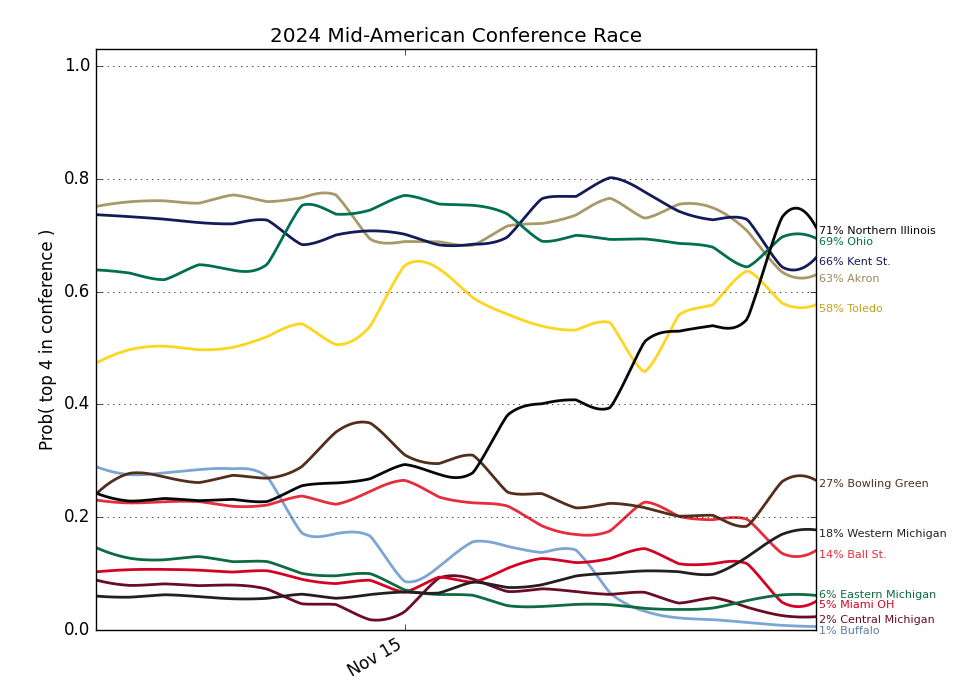 2024 Mid-American Conference Race
1.0
0.8
0.6
0.4
0.2
0.0
Prob( top 4 in conference )
Nov 15
71% Northern Illinois
69% Ohio
66% Kent St.
63% Akron
58% Toledo
27% Bowling Green
18% Western Michigan
14% Ball St.
6% Eastern Michigan
5% Miami OH
2% Central Michigan
1% Buffalo